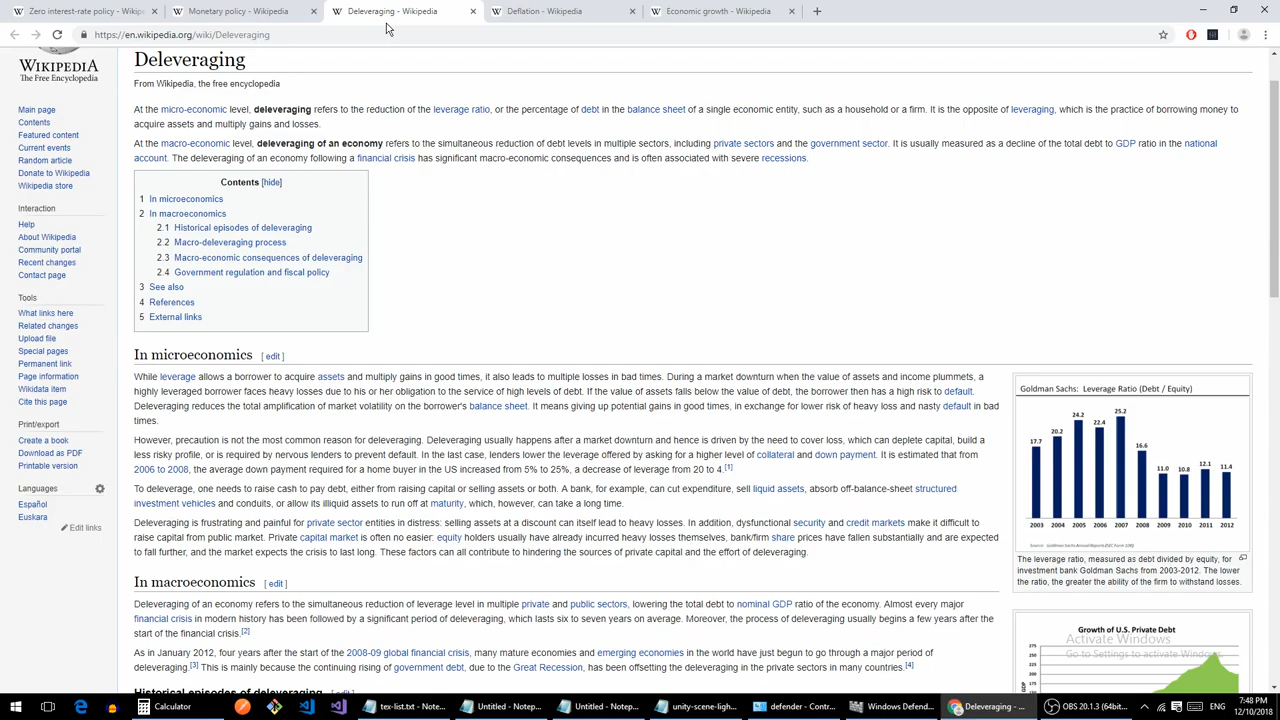 Zero interest-rate policy - Wikip
Monetary policy - Wikipedia
Deleveraging - Wikipedia
Deflation - Wikipedia
Economic growth - Wikipedia
https://en.wikipedia.org/wiki/Deleveraging
WIKIPEDIA
The Free Encyclopedia
Main page
Contents
Featured content
Current events
Random article
Donate to Wikipedia
Wikipedia store
Interaction
Help
About Wikipedia
Community portal
Recent changes
Contact page
Tools
What links here
Related changes
Upload file
Special pages
Permanent link
Page information
Wikidata item
Cite this page
Print/export
Create a book
Download as PDF
Printable version
Languages
Español
Euskara
Edit links
Deleveraging
From Wikipedia, the free encyclopedia
At the micro-economic level, deleveraging refers to the reduction of the leverage ratio, or the percentage of debt in the balance sheet of a single economic entity, such as a household or a firm. It is the opposite of leveraging, which is the practice of borrowing money to
acquire assets and multiply gains and losses.
At the macro-economic level, deleveraging of an economy refers to the simultaneous reduction of debt levels in multiple sectors, including private sectors and the government sector. It is usually measured as a decline of the total debt to GDP ratio in the national
account. The deleveraging of an economy following a financial crisis has significant macro-economic consequences and is often associated with severe recessions.
Contents [hide]
1 In microeconomics
2 In macroeconomics
2.1 Historical episodes of deleveraging
2.2 Macro-deleveraging process
2.3 Macro-economic consequences of deleveraging
2.4 Government regulation and fiscal policy
3 See also
4 References
5 External links
In microeconomics [ edit ]
While leverage allows a borrower to acquire assets and multiply gains in good times, it also leads to multiple losses in bad times. During a market downturn when the value of assets and income plummets, a
highly leveraged borrower faces heavy losses due to his or her obligation to the service of high levels of debt. If the value of assets falls below the value of debt, the borrower then has a high risk to default.
Deleveraging reduces the total amplification of market volatility on the borrower's balance sheet. It means giving up potential gains in good times, in exchange for lower risk of heavy loss and nasty default in bad
times.
However, precaution is not the most common reason for deleveraging. Deleveraging usually happens after a market downturn and hence is driven by the need to cover loss, which can deplete capital, build a
less risky profile, or is required by nervous lenders to prevent default. In the last case, lenders lower the leverage offered by asking for a higher level of collateral and down payment. It is estimated that from
2006 to 2008, the average down payment required for a home buyer in the US increased from 5% to 25%, a decrease of leverage from 20 to 4.[1]
To deleverage, one needs to raise cash to pay debt, either from raising capital or selling assets or both. A bank, for example, can cut expenditure, sell liquid assets, absorb off-balance-sheet structured
investment vehicles and conduits, or allow its illiquid assets to run off at maturity, which, however, can take a long time.
Deleveraging is frustrating and painful for private sector entities in distress: selling assets at a discount can itself lead to heavy losses. In addition, dysfunctional security and credit markets make it difficult to
raise capital from public market. Private capital market is often no easier: equity holders usually have already incurred heavy losses themselves, bank/firm share prices have fallen substantially and are expected
to fall further, and the market expects the crisis to last long. These factors can all contribute to hindering the sources of private capital and the effort of deleveraging.
In macroeconomics [ edit ]
Deleveraging of an economy refers to the simultaneous reduction of leverage level in multiple private and public sectors, lowering the total debt to nominal GDP ratio of the economy. Almost every major
financial crisis in modern history has been followed by a significant period of deleveraging, which lasts six to seven years on average. Moreover, the process of deleveraging usually begins a few years after the
start of the financial crisis.[2]
As in January 2012, four years after the start of the 2008-09 global financial crisis, many mature economies and emerging economies in the world have just begun to go through a major period of
deleveraging.[3] This is mainly because the continuing rising of government debt, due to the Great Recession, has been offsetting the deleveraging in the private sectors in many countries.[4]
Historical episodes of deleveraging [ edit ]
Goldman Sachs: Leverage Ratio (Debt / Equity)
17.7 20.2 24.2 22.4 25.2 18.6 11.0 10.8 12.1 11.4
2003 2004 2005 2006 2007 2008 2009 2010 2011 2012
Source: Goldman Sachs Annual Reports (SEC Form 10K)
The leverage ratio, measured as debt divided by equity, for
investment bank Goldman Sachs from 2003-2012. The lower
the ratio, the greater the ability of the firm to withstand losses.
Growth of U.S. Private Debt
275
250
225
200
175
150
Activate Windows
Go to Settings to activate Windows.
Calculator
tex-list.txt - Note...
Untitled - Notep...
Untitled - Notep...
unity-scene-ligh...
defender - Contr...
Windows Defend...
Deleveraging - ...
OBS 20.1.3 (64bit...
ENG
7:48 PM
12/10/2018